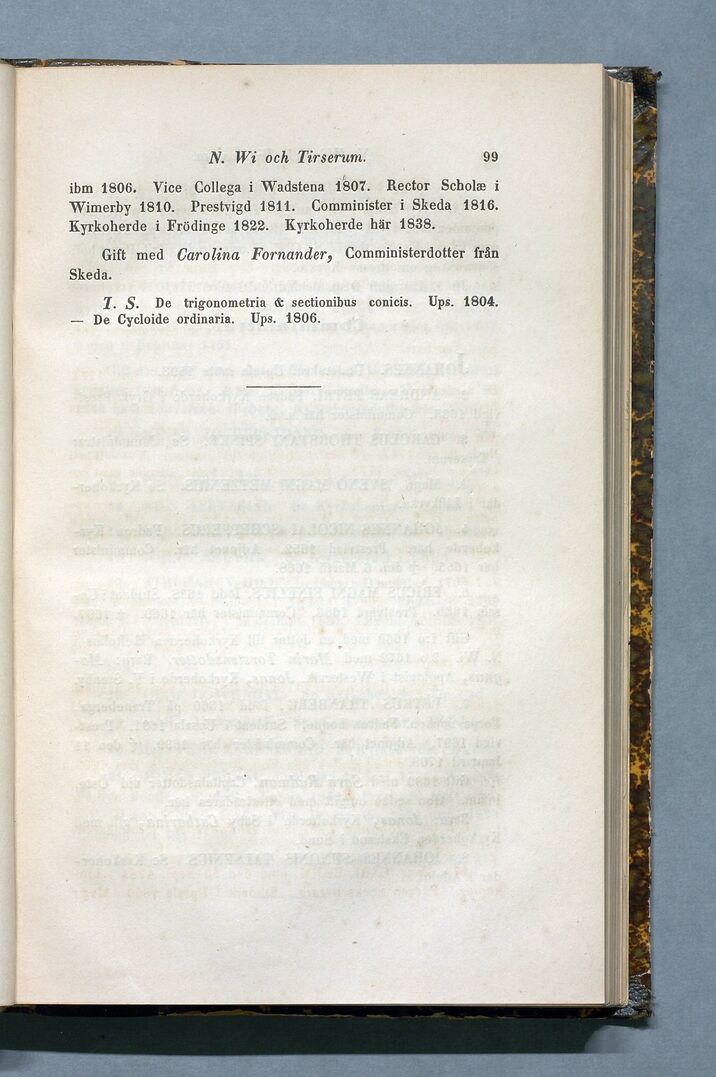 N. Wi och Tirserum. 99
ibm 1806. Vice Collega i Wadstena 1807. Rector Scholæ i
Wimerby 1810. Prestvigd 1811. Comminister i Skeda 1816.
Kyrkoherde i Frödinge 1822. Kyrkoherde här 1838.
Gift med Carolina Fornander, Comministerdotter från
Skeda.
I. S. De trigonometria & sectionibus conicis. Ups. 1804.
— De Cycloide ordinaria. Ups. 1806.